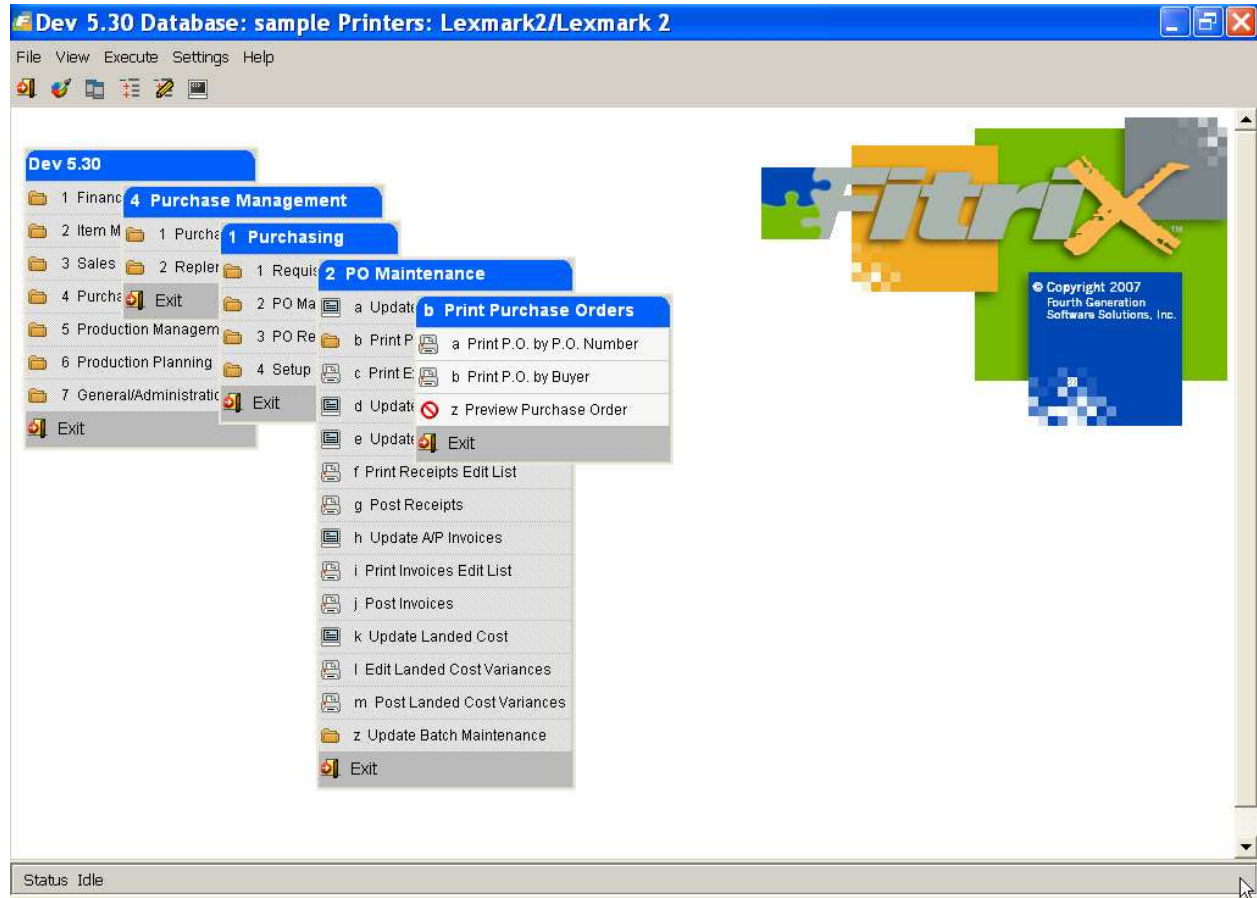 Dev 5.30 Database: sample Printers: Lexmark2/Lexmark 2
File View Execute Settings Help
Dev 5.30
1 Financ
2 Item M
3 Sales
4 Purcha
5 Production Managem
6 Production Planning
7 General/Administratic
Exit
4 Purchase Management
1 Purcha
2 Repler
Exit
1 Purchasing
1 Requis
2 PO Ma
3 PO Re
4 Setup
Exit
2 PO Maintenance
a Update
b Print P
c Print E
d Update
e Update
f Print Receipts Edit List
g Post Receipts
h Update A/P Invoices
i Print Invoices Edit List
j Post Invoices
k Update Landed Cost
l Edit Landed Cost Variances
m Post Landed Cost Variances
z Update Batch Maintenance
Exit
b Print Purchase Orders
a Print P.O. by P.O. Number
b Print P.O. by Buyer
z Preview Purchase Order
Exit
Fitrix ™
© Copyright 2007
Fourth Generation
Software Solutions, Inc.
Status Idle